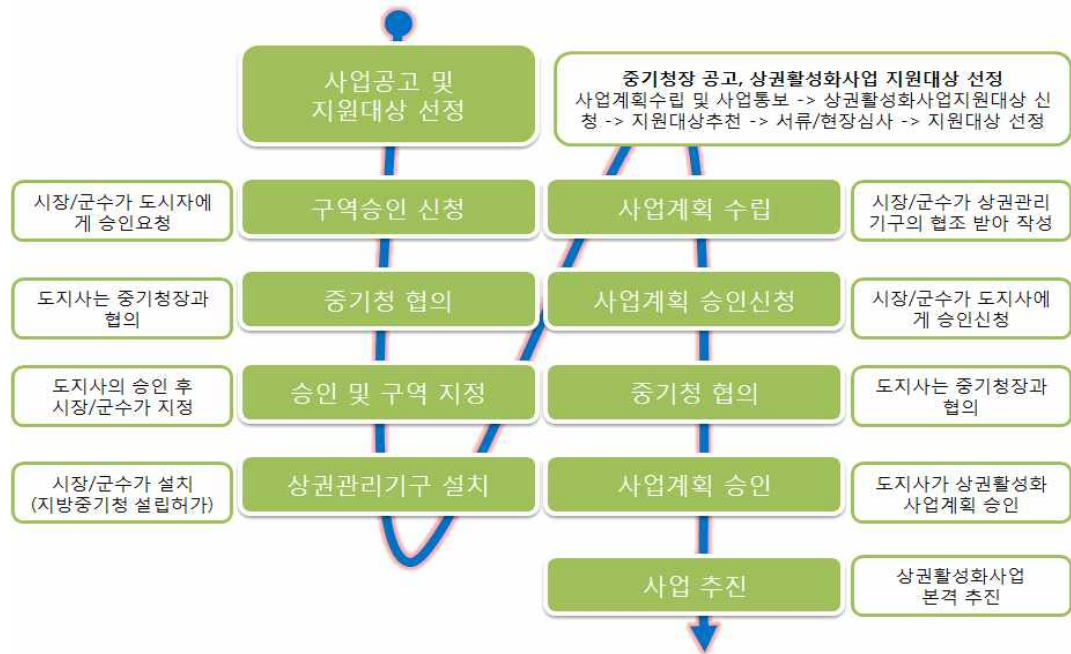 사업공고 및
지원대상 선정
중기청장 공고, 상권활성화사업 지원대상 선정
사업계획수립 및 사업통보 -> 상권활성화사업지원대상 신
청 -> 지원대상추천 -> 서류/현장심사 -> 지원대상 선정
시장/군수가 도시자에
게 승인요청
구역승인 신청
사업계획 수립
시장/군수가 상권관리
기구의 협조 받아 작성
도지사는 중기청장과
협의
중기청 협의
사업계획 승인신청
시장/군수가 도지사에
게 승인신청
도지사의 승인 후
시장/군수가 지정
승인 및 구역 지정
중기청 협의
도지사는 중기청장과
협의
시장/군수가 설치
(지방중기청 설립허가)
상권관리기구 설치
사업계획 승인
도지사가 상권활성화
사업계획 승인
사업 추진
상권활성화사업
본격 추진